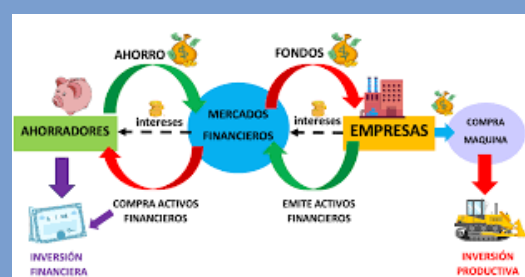 AHORRO
FONDOS
AHORRADORES
intereses
MERCADOS
FINANCIEROS
intereses
EMPRESAS
COMPRA
MAQUINA
COMPRA ACTIVOS
FINANCIEROS
EMITE ACTIVOS
FINANCIEROS
INVERSIÓN
FINANCIERA
INVERSIÓN
PRODUCTIVA